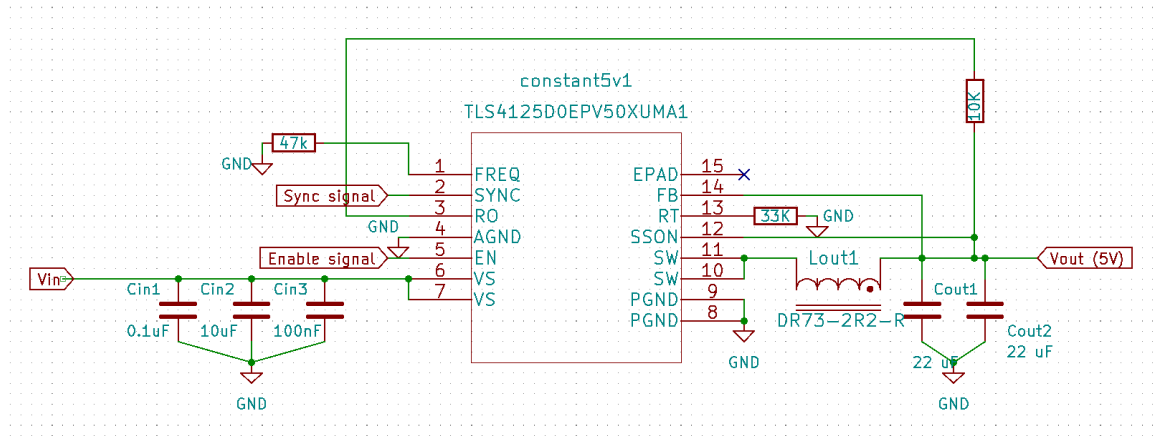 constant5v1
TLS4125D0EPV50XUMA1
10K
47k
GND
1
FREQ
EPAD
15
Sync signal
2
SYNC
FB
14
3
RO
RT
13
33K
GND
GND
4
AGND
SSON
12
Enable signal
5
EN
SW
11
Lout1
Vout (5V)
Vin
6
VS
SW
10
7
VS
PGND
9
PGND
8
Cin1
Cin2
Cin3
0.1uF
10uF
100nF
DR73-2R2-R
Cout1
22 uF
Cout2
22 uF
GND
GND
GND